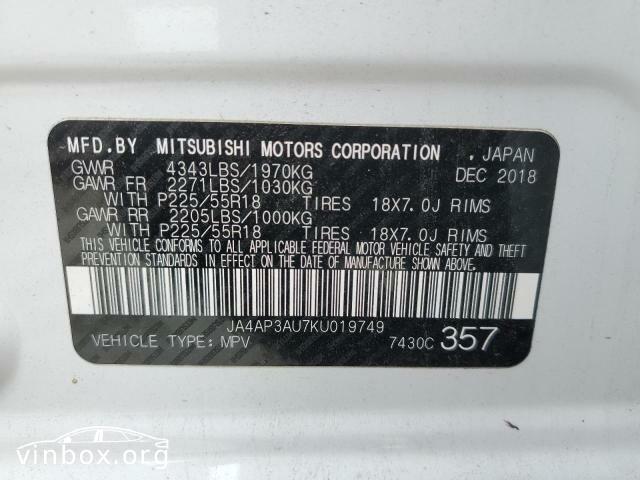 MFD.BY MITSUBISHI MOTORS CORPORATION , JAPAN
GVWR 4343LBS/1970KG DEC 2018
GAWR FR 2271LBS/1030KG
WITH P225/55R18 TIRES 18X7.0J RIMS
GAWR RR 2205LBS/1000KG
WITH P225/55R18 TIRES 18X7.0J RIMS
THIS VEHICLE CONFORMS TO ALL APPLICABLE FEDERAL MOTOR VEHICLE SAFETY AND THEFT
PREVENTION STANDARDS IN EFFECT ON THE DATE OF MANUFACTURE SHOWN ABOVE.
JA4AP3AU7KU019749
VEHICLE TYPE: MPV 7430C 357
vinbox.org